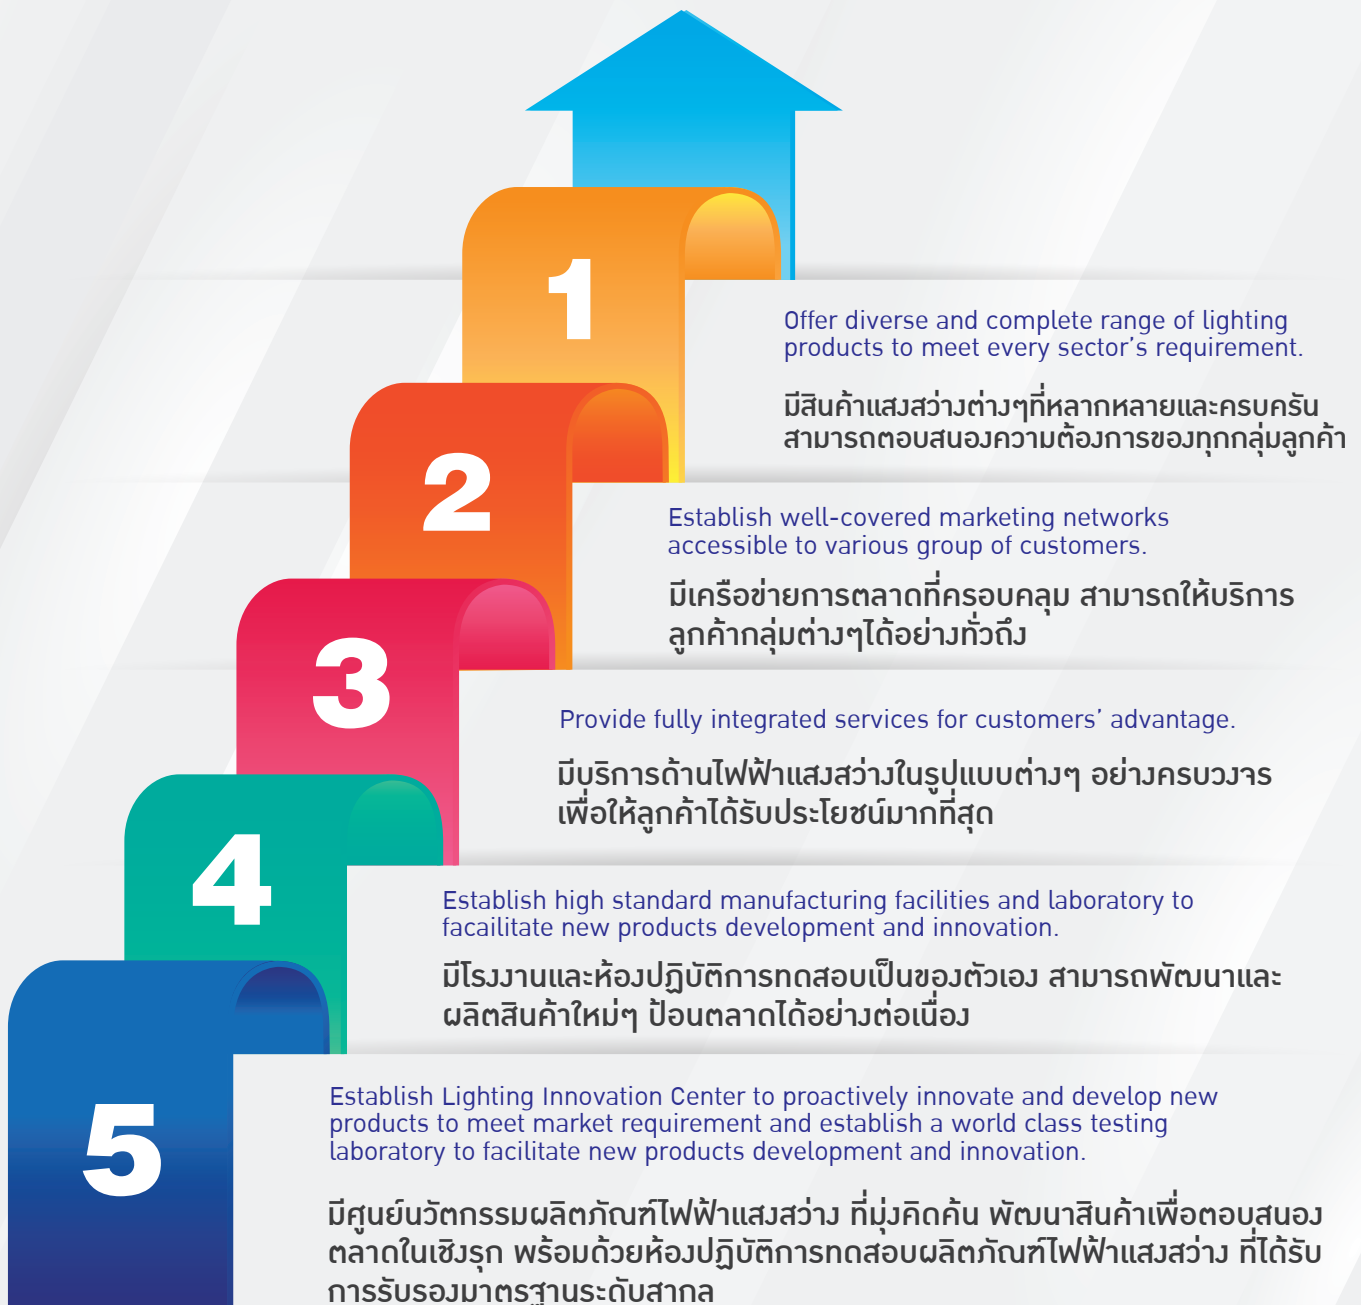 1
Offer diverse and complete range of lighting
products to meet every sector’s requirement.
มีสินค้าแสงสว่างต่างๆที่หลากหลายและครบครัน
สามารถตอบสนองความต้องการของทุกกลุ่มลูกค้า
2
Establish well-covered marketing networks
accessible to various group of customers.
มีเครือข่ายการตลาดที่ครอบคลุม สามารถให้บริการ
ลูกค้ากลุ่มต่างๆได้อย่างทั่วถึง
3
Provide fully integrated services for customers’ advantage.
มีบริการด้านไฟฟ้าแสงสว่างในรูปแบบต่างๆ อย่างครบวงจร
เพื่อให้ลูกค้าได้รับประโยชน์มากที่สุด
4
Establish high standard manufacturing facilities and laboratory to
facailitate new products development and innovation.
มีโรงงานและห้องปฏิบัติการทดสอบเป็นของตัวเอง สามารถพัฒนาและ
ผลิตสินค้าใหม่ๆ ป้อนตลาดได้อย่างต่อเนื่อง
5
Establish Lighting Innovation Center to proactively innovate and develop new
products to meet market requirement and establish a world class testing
laboratory to facilitate new products development and innovation.
มีศูนย์นวัตกรรมผลิตภัณฑ์ไฟฟ้าแสงสว่าง ที่มุ่งคิดค้น พัฒนาสินค้าเพื่อตอบสนอง
ตลาดในเชิงรุก พร้อมด้วยห้องปฏิบัติการทดสอบผลิตภัณฑ์ไฟฟ้าแสงสว่าง ที่ได้รับ
การรับรองมาตรฐานระดับสากล